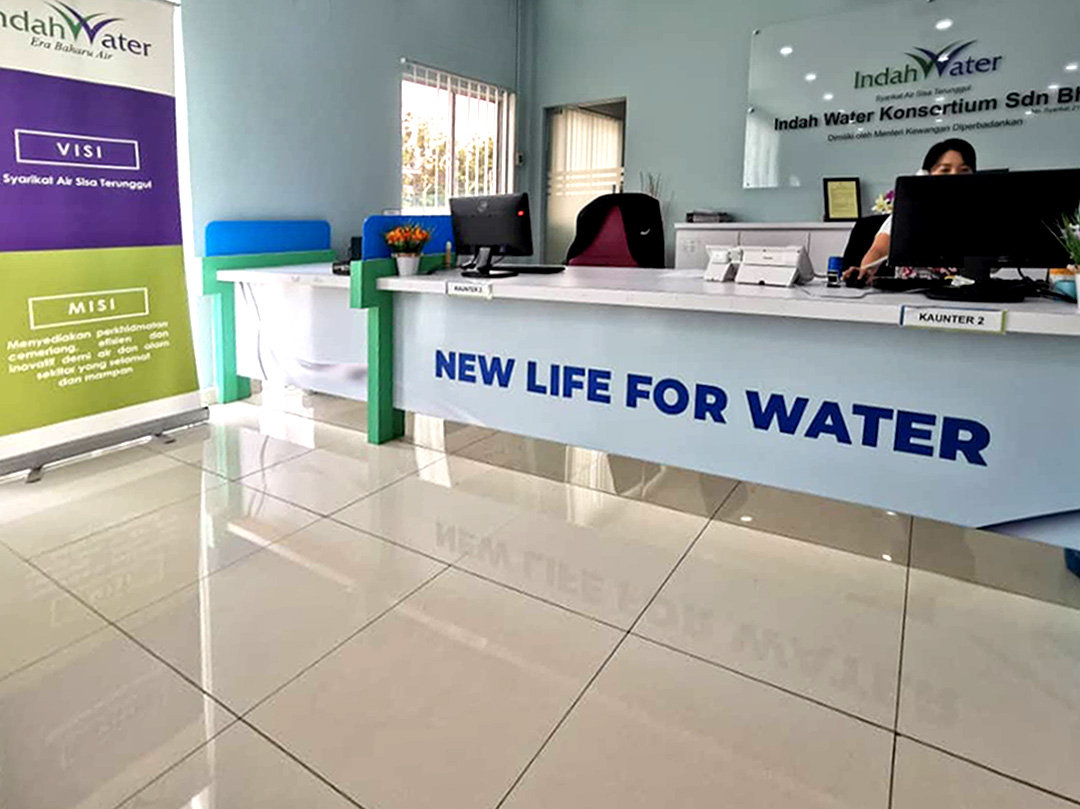 IndahWater
Era Baharu Air
VISI
Syarikat Air Sisa Terunggul
MISI
Menyediakan perkhidmatan
cemerlang, efisien dan
inovatif demi air dan alam
sekitar yang selamat
dan mampan
IndahWater
Syarikat Air Sisa Terunggul
Indah Water Konsortium Sdn Bh
Dimiliki oleh Menteri Kewangan Diperbadankan
KAUNTER
KAUNTER 2
NEW LIFE FOR WATER